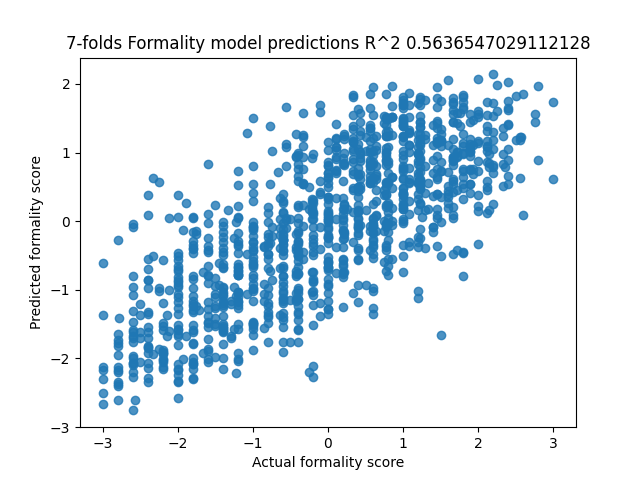 7-folds Formality model predictions R^2 0.5636547029112128
Predicted formality score
2
1
0
−1
−2
−3
−3 −2 −1 0 1 2 3
Actual formality score